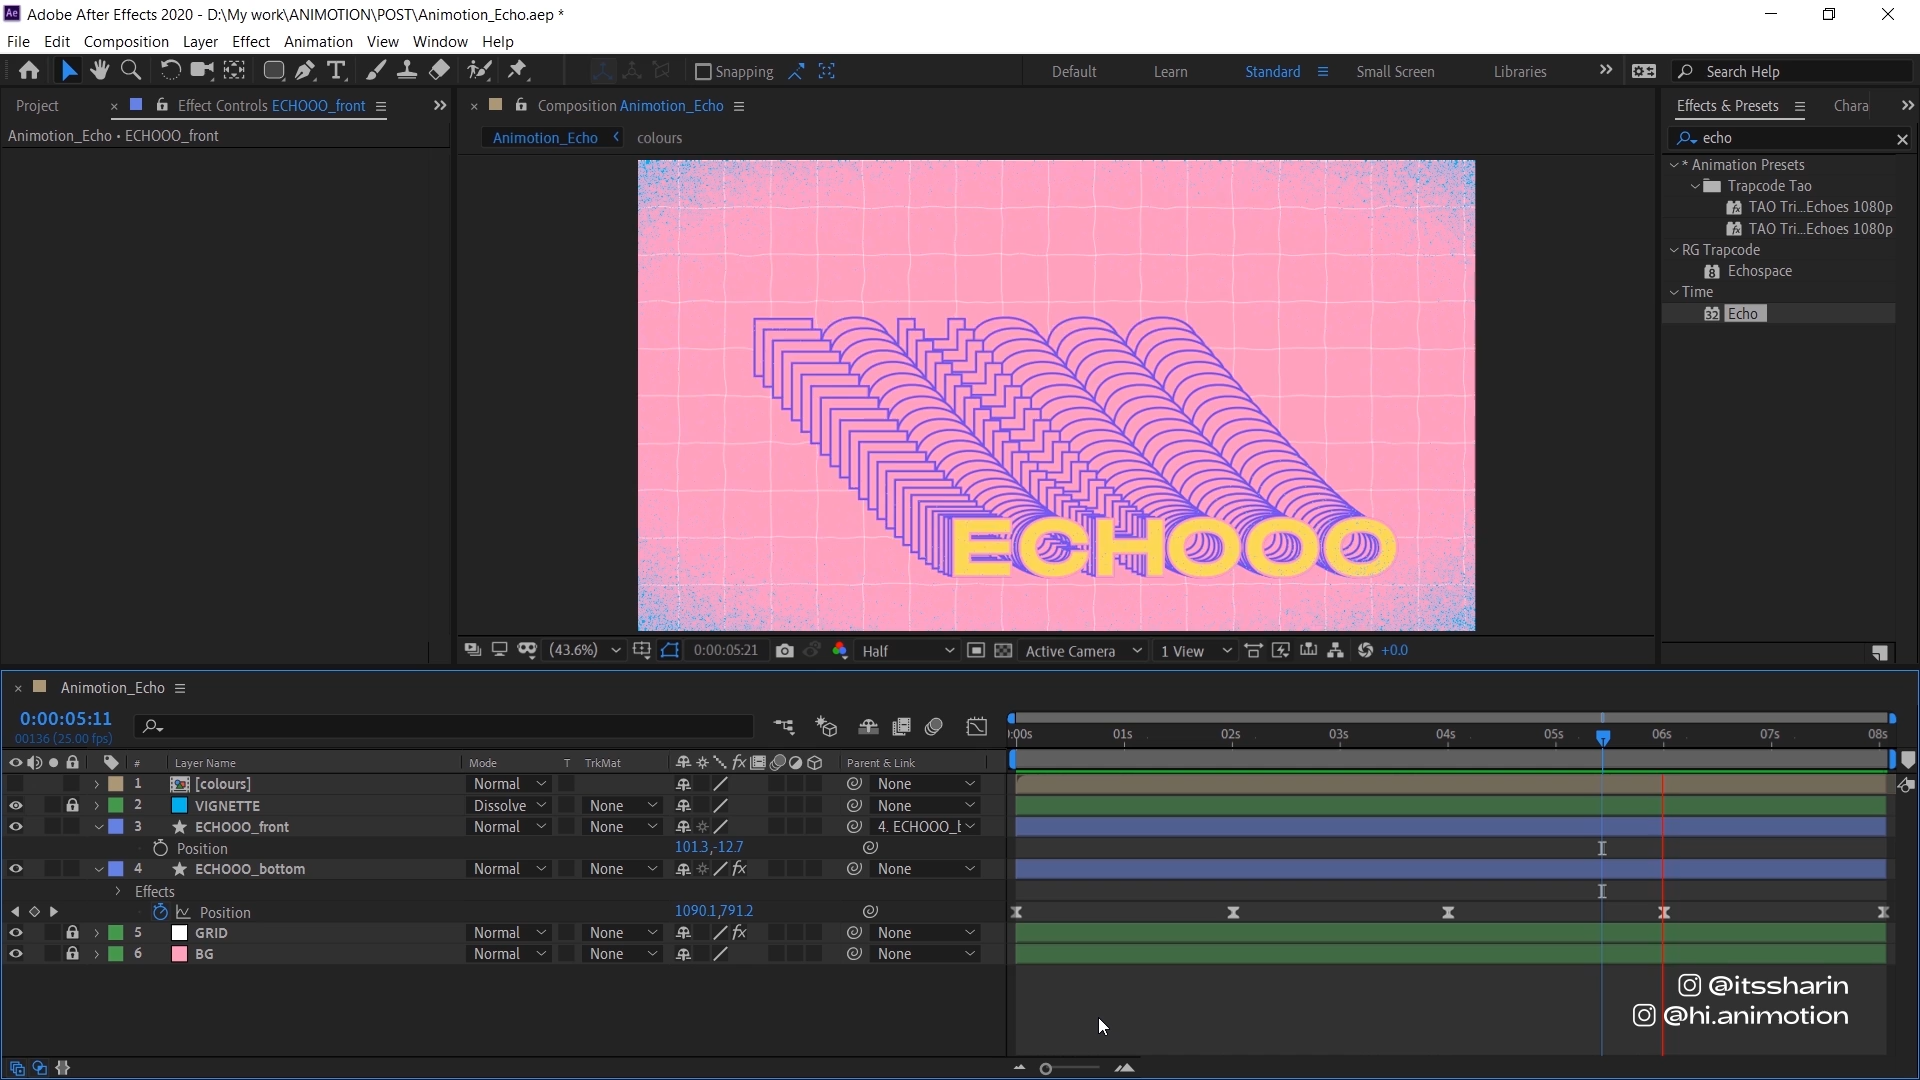 Ae Adobe After Effects 2020 - D:\My work\ANIMOTION\POST\Animotion_Echo.aep *
File Edit Composition Layer Effect Animation View Window Help
Snapping Default Learn Standard Small Screen Libraries Search Help
Project Effect Controls ECHOOO_front Composition Animotion_Echo Effects & Presets Chara
Animotion_Echo • ECHOOO_front Animotion_Echo colours echo
* Animation Presets
Trapcode Tao
TAO Tri...Echoes 1080p
TAO Tri...Echoes 1080p
RG Trapcode
8 Echospace
Time
32 Echo
ECHOOO
(43.6%) 0:00:05:21 Half Active Camera 1 View +0.0
Animotion_Echo
0:00:05:11
00136 (25.00 fps)
):00s 01s 02s 03s 04s 05s 06s 07s 08s
# Layer Name Mode T TrkMat fx Parent & Link
1 [colours] Normal None
2 VIGNETTE Dissolve None None
3 ECHOOO_front Normal None 4. ECHOOO_b
Position 101.3,-12.7
4 ECHOOO_bottom Normal None fx None
Effects
Position 1090.1,791.2
5 GRID Normal None fx None
6 BG Normal None None
@itssharin
@hi.animotion